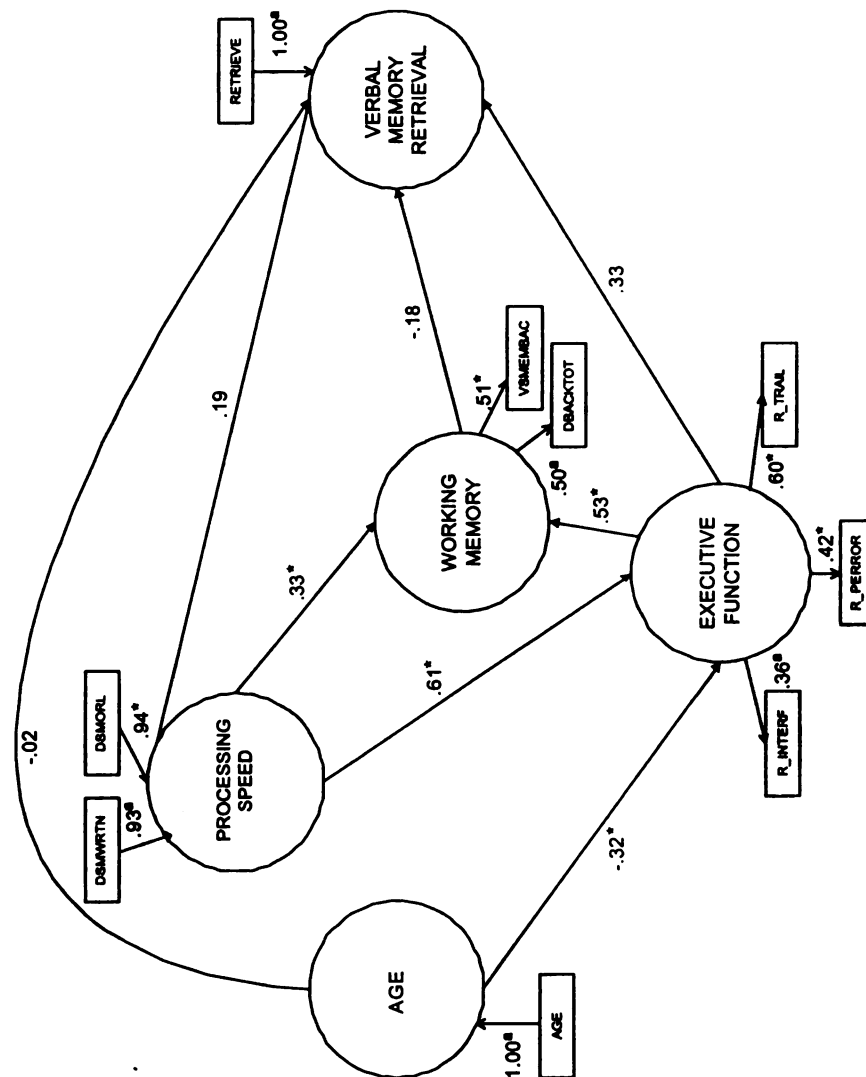 RETRIEVE
1.00ª
VERBAL
MEMORY
RETRIEVAL
-.02
.19
-.18
.33
DSMWRTN
.93ª
DSMORL
.94*
PROCESSING
SPEED
.33*
.61*
WORKING
MEMORY
.51*
VSMEMBAC
.50ª
DBACKTOT
.53*
AGE
1.00ª
AGE
-.32*
EXECUTIVE
FUNCTION
.36ª
R_INTERF
.42*
R_PERROR
.60*
R_TRAIL